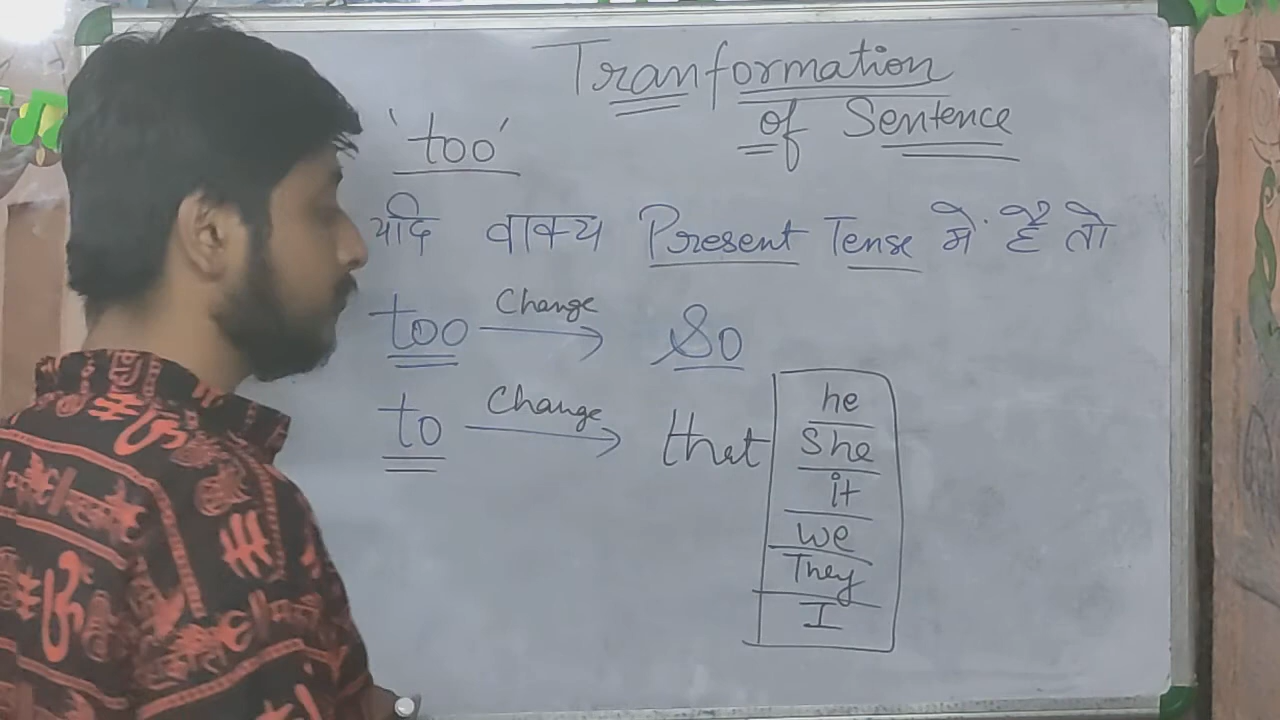 Tranformation
of Sentence
'too'
यदि वाक्य Present Tense में हैं तो
too Change So
to Change that
he
She
it
we
They
I